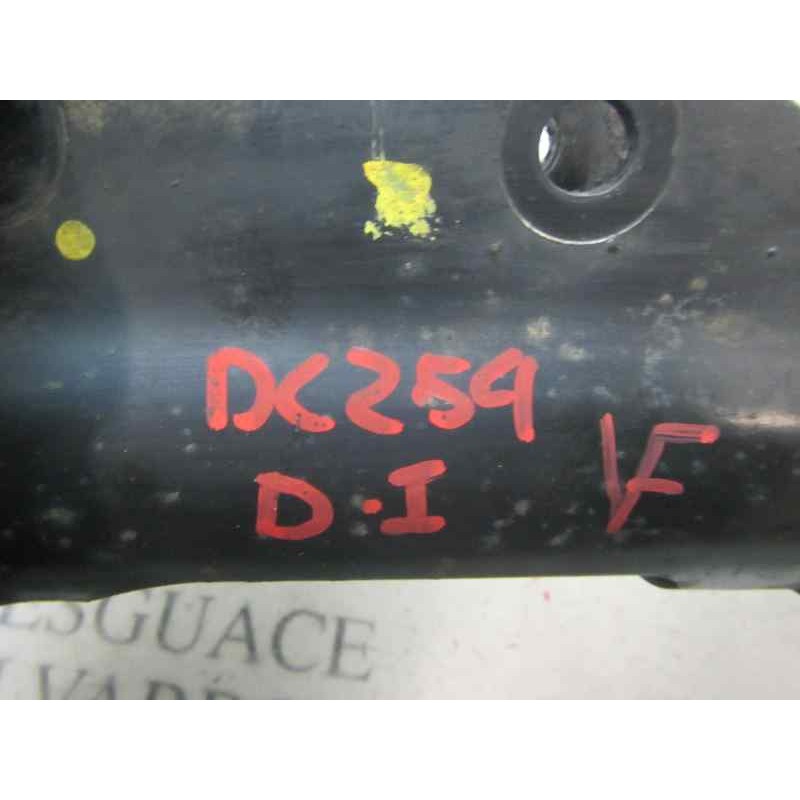 DC259
D.I VF
ESGUACE